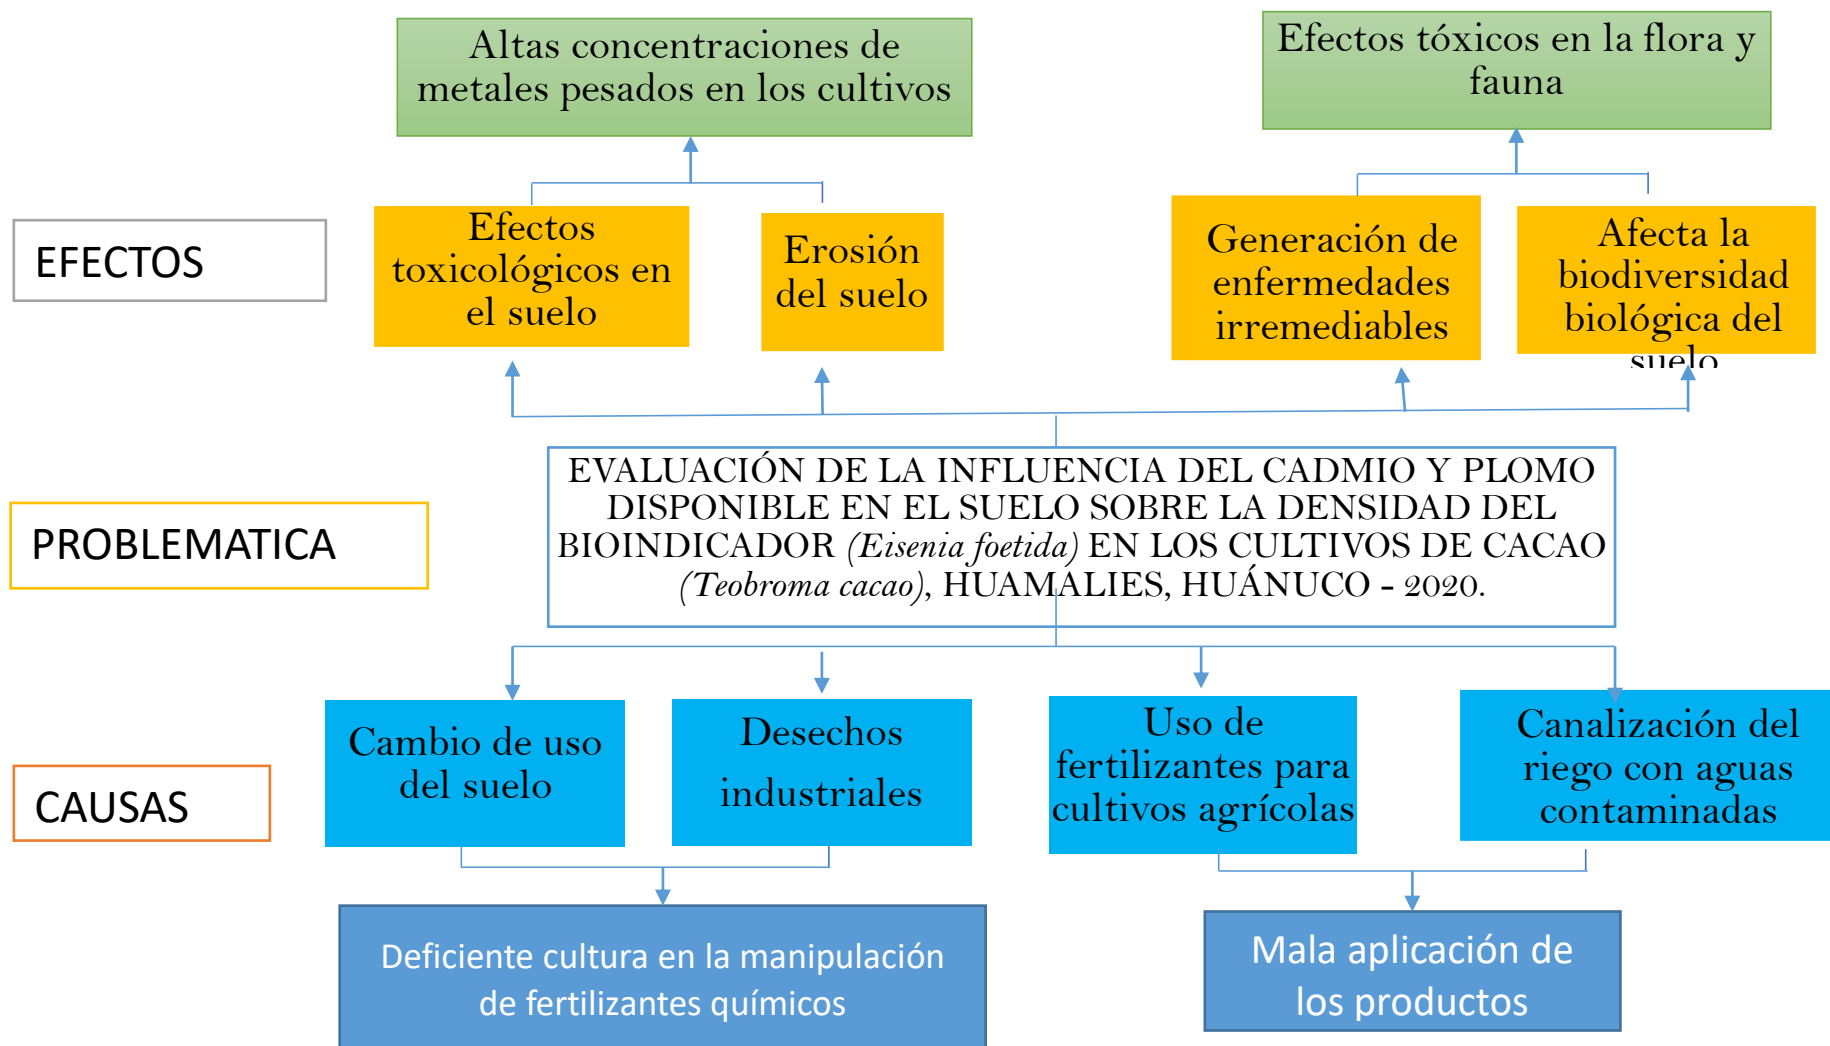 Altas concentraciones de
metales pesados en los cultivos
Efectos tóxicos en la flora y
fauna
EFECTOS
Efectos
toxicológicos en
el suelo
Erosión
del suelo
Generación de
enfermedades
irremediables
Afecta la
biodiversidad
biológica del
suelo
PROBLEMATICA
EVALUACIÓN DE LA INFLUENCIA DEL CADMIO Y PLOMO
DISPONIBLE EN EL SUELO SOBRE LA DENSIDAD DEL
BIOINDICADOR (Eisenia foetida) EN LOS CULTIVOS DE CACAO
(Teobroma cacao), HUAMALIES, HUÁNUCO - 2020.
CAUSAS
Cambio de uso
del suelo
Desechos
industriales
Uso de
fertilizantes para
cultivos agrícolas
Canalización del
riego con aguas
contaminadas
Deficiente cultura en la manipulación
de fertilizantes químicos
Mala aplicación de
los productos